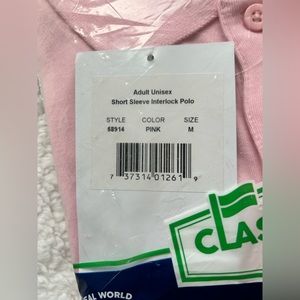 Adult Unisex
Short Sleeve Interlock Polo
STYLE COLOR SIZE
58914 PINK M
7 37314 01261 9
CLAS
AL WORLD